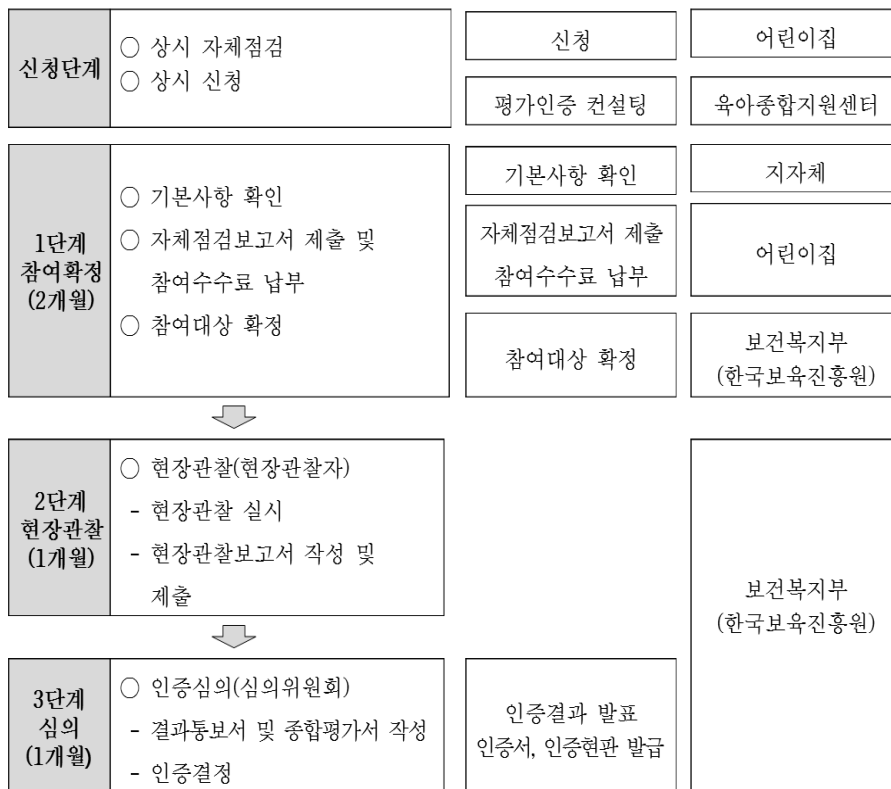 신청단계
○ 상시 자체점검
○ 상시 신청
신청
어린이집
평가인증 컨설팅
육아종합지원센터
1단계
참여확정
(2개월)
○ 기본사항 확인
○ 자체점검보고서 제출 및
참여수수료 납부
○ 참여대상 확정
기본사항 확인
지자체
자체점검보고서 제출
참여수수료 납부
어린이집
참여대상 확정
보건복지부
(한국보육진흥원)
2단계
현장관찰
(1개월)
○ 현장관찰(현장관찰자)
- 현장관찰 실시
- 현장관찰보고서 작성 및
제출
보건복지부
(한국보육진흥원)
3단계
심의
(1개월)
○ 인증심의(심의위원회)
- 결과통보서 및 종합평가서 작성
- 인증결정
인증결과 발표
인증서, 인증현판 발급